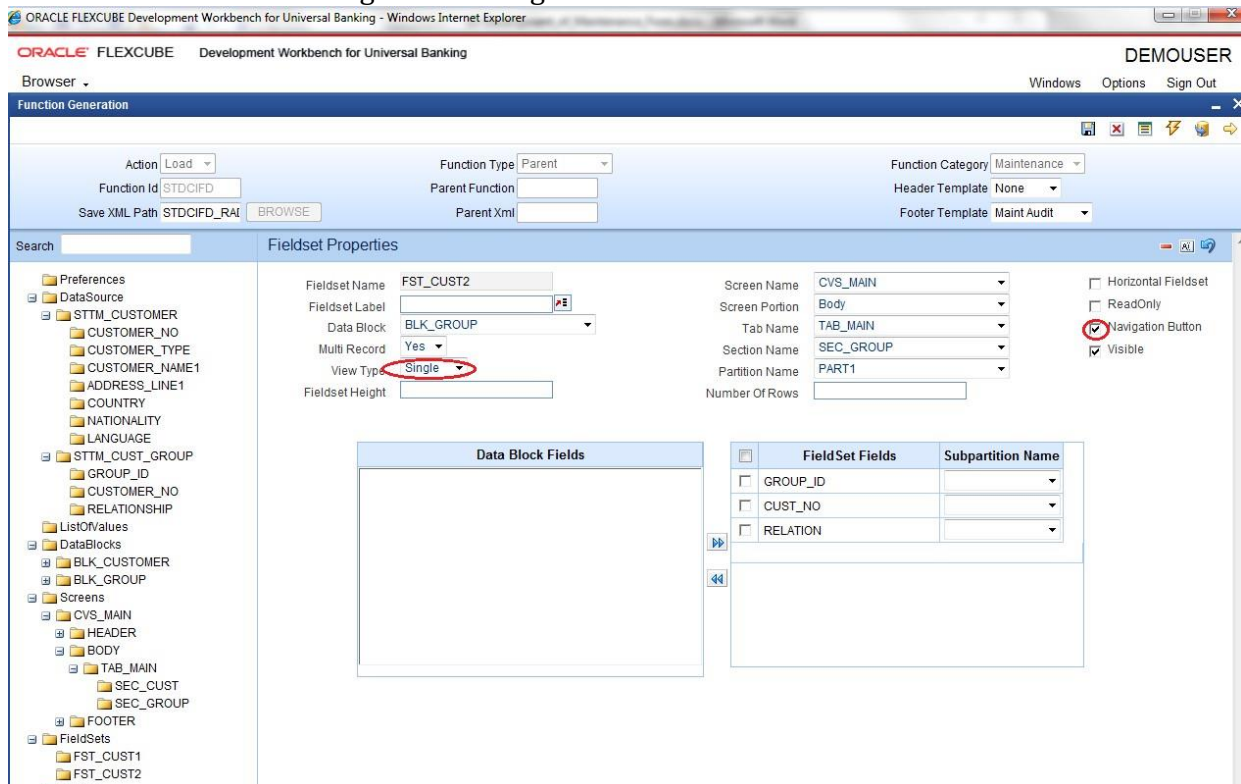 ORACLE FLEXCUBE Development Workbench for Universal Banking - Windows Internet Explorer
ORACLE FLEXCUBE Development Workbench for Universal Banking
DEMOUSER
Browser
Windows Options Sign Out
Function Generation
Action Load
Function Type Parent
Function Category Maintenance
Function Id STDCIFD
Parent Function
Header Template None
Save XML Path STDCIFD_RAD BROWSE
Parent Xml
Footer Template Maint Audit
Search
Fieldset Properties
Preferences
DataSource
STTM_CUSTOMER
CUSTOMER_NO
CUSTOMER_TYPE
CUSTOMER_NAME1
ADDRESS_LINE1
COUNTRY
NATIONALITY
LANGUAGE
STTM_CUST_GROUP
GROUP_ID
CUSTOMER_NO
RELATIONSHIP
ListOfValues
DataBlocks
BLK_CUSTOMER
BLK_GROUP
Screens
CVS_MAIN
HEADER
BODY
TAB_MAIN
SEC_CUST
SEC_GROUP
FOOTER
FieldSets
FST_CUST1
FST_CUST2
Fieldset Name FST_CUST2
Fieldset Label
Data Block BLK_GROUP
Multi Record Yes
View Type Single
Fieldset Height
Screen Name CVS_MAIN
Screen Portion Body
Tab Name TAB_MAIN
Section Name SEC_GROUP
Partition Name PART1
Number Of Rows
Horizontal Fieldset
ReadOnly
Navigation Button
Visible
Data Block Fields
FieldSet Fields Subpartition Name
GROUP_ID
CUST_NO
RELATION